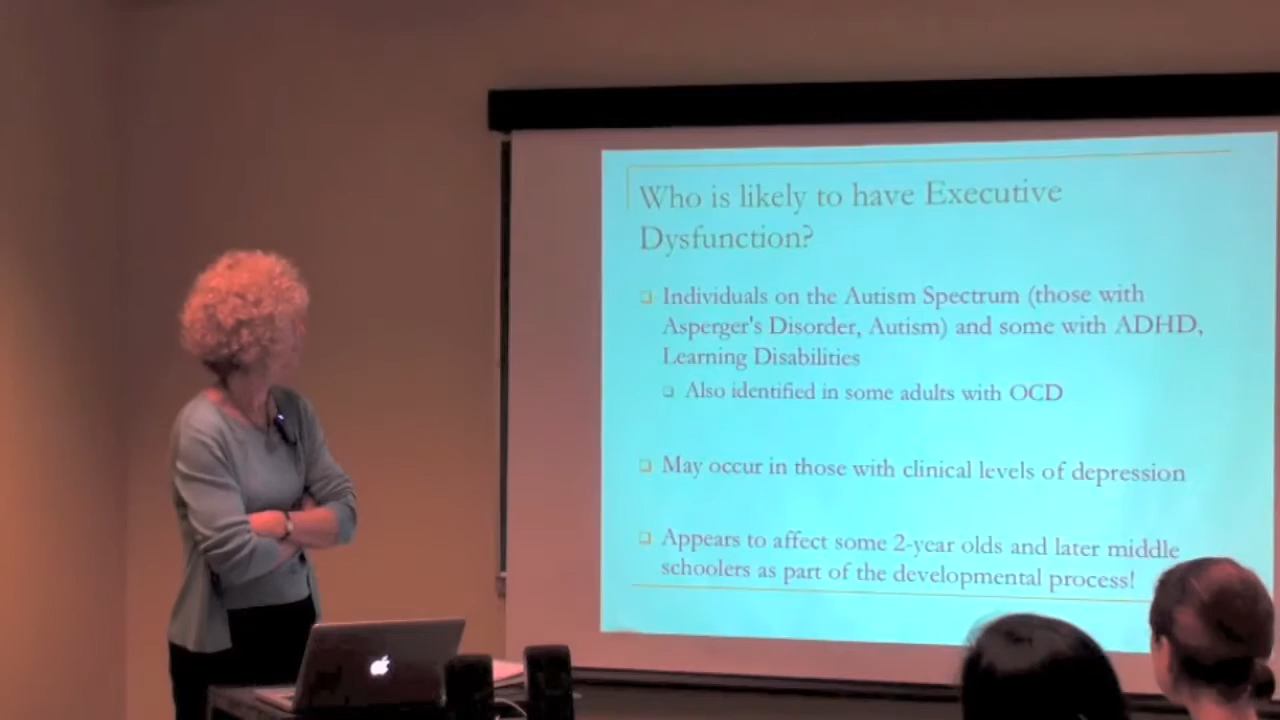 Who is likely to have Executive
Dysfunction?
Individuals on the Autism Spectrum (those with
Asperger's Disorder, Autism) and some with ADHD,
Learning Disabilities
Also identified in some adults with OCD
May occur in those with clinical levels of depression
Appears to affect some 2-year olds and later middle
schoolers as part of the developmental process!